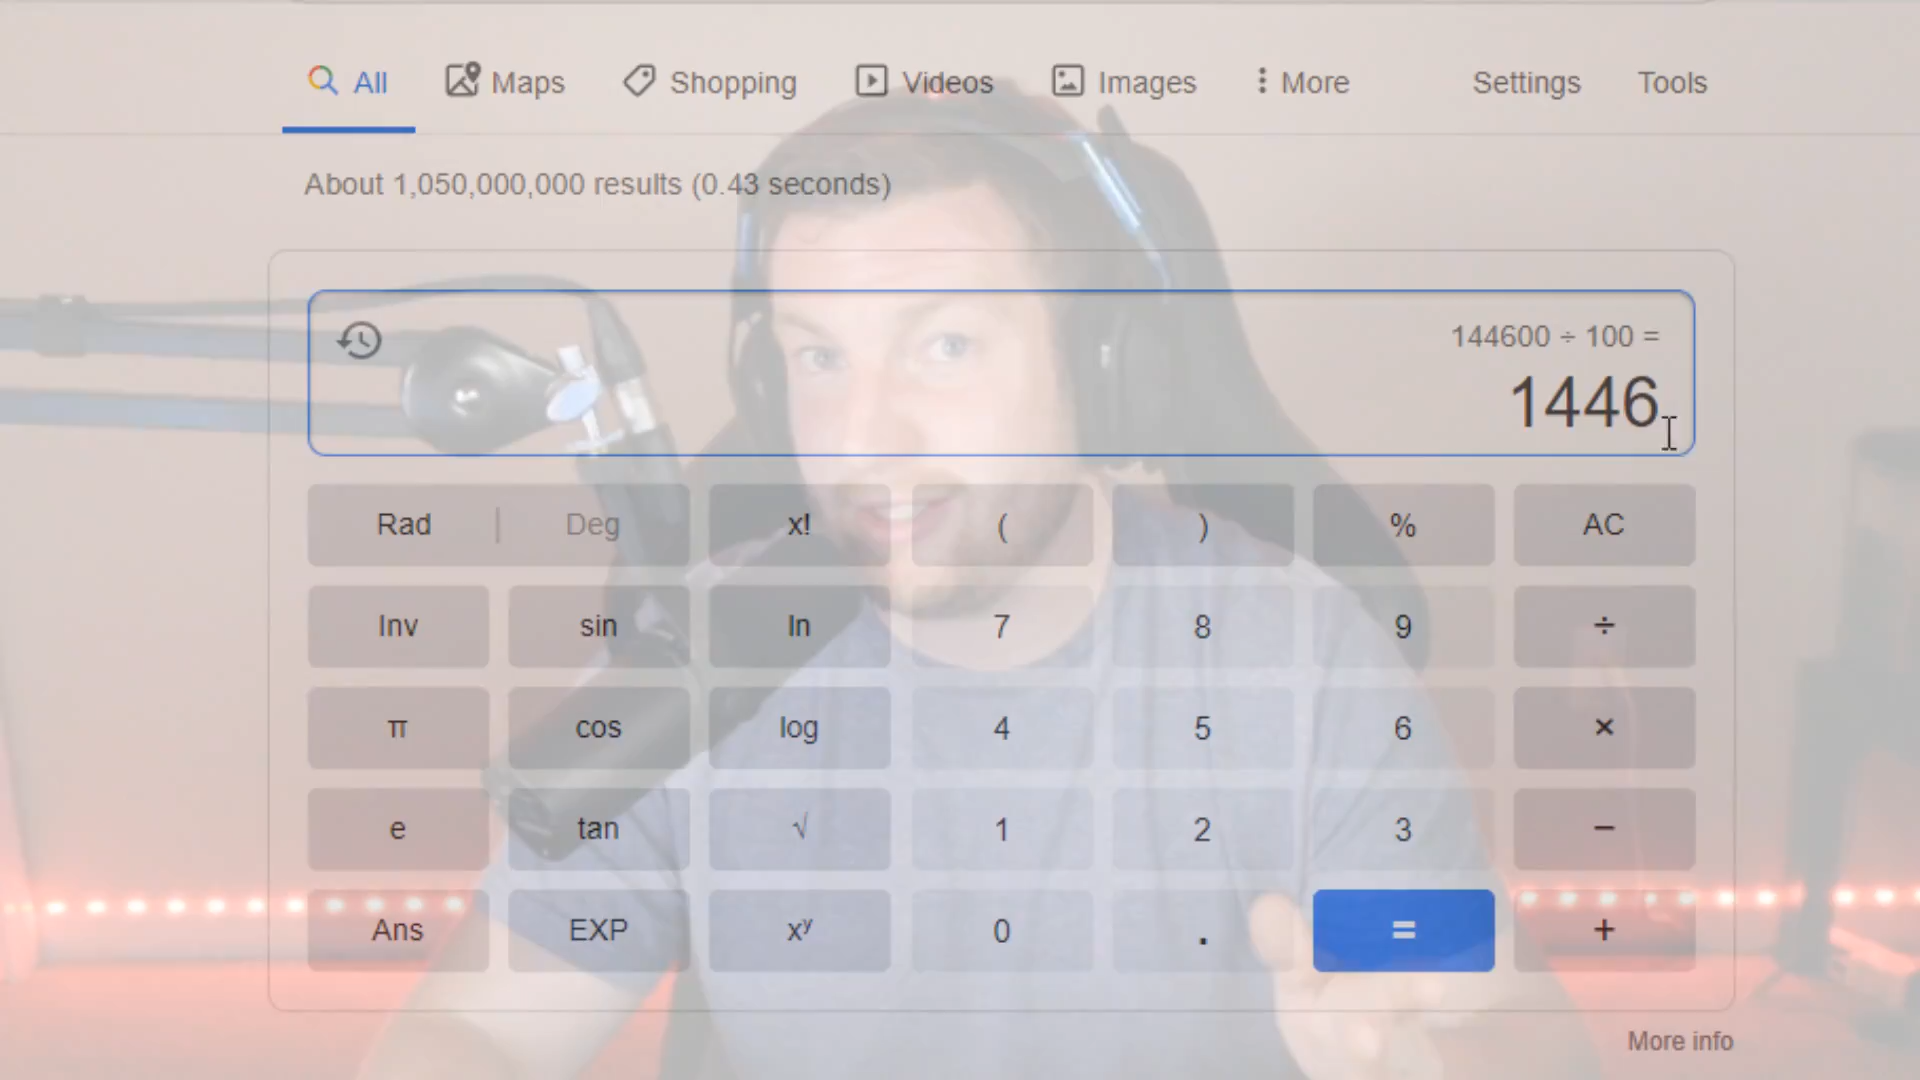 All Maps Shopping Videos Images More Settings Tools
About 1,050,000,000 results (0.43 seconds)
144600 ÷ 100 =
1446
Rad | Deg x! ( ) % AC
Inv sin ln 7 8 9 ÷
π cos log 4 5 6 ×
e tan √ 1 2 3 −
Ans EXP xʸ 0 . = +
More info